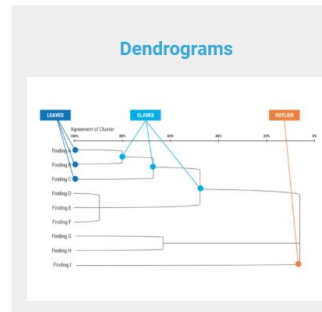 Dendrograms
LEAVES CLADES OUTLIER
Agreement of Cluster
100% 80% 60% 40% 20% 0%
Finding A
Finding B
Finding C
Finding D
Finding E
Finding F
Finding G
Finding H
Finding I